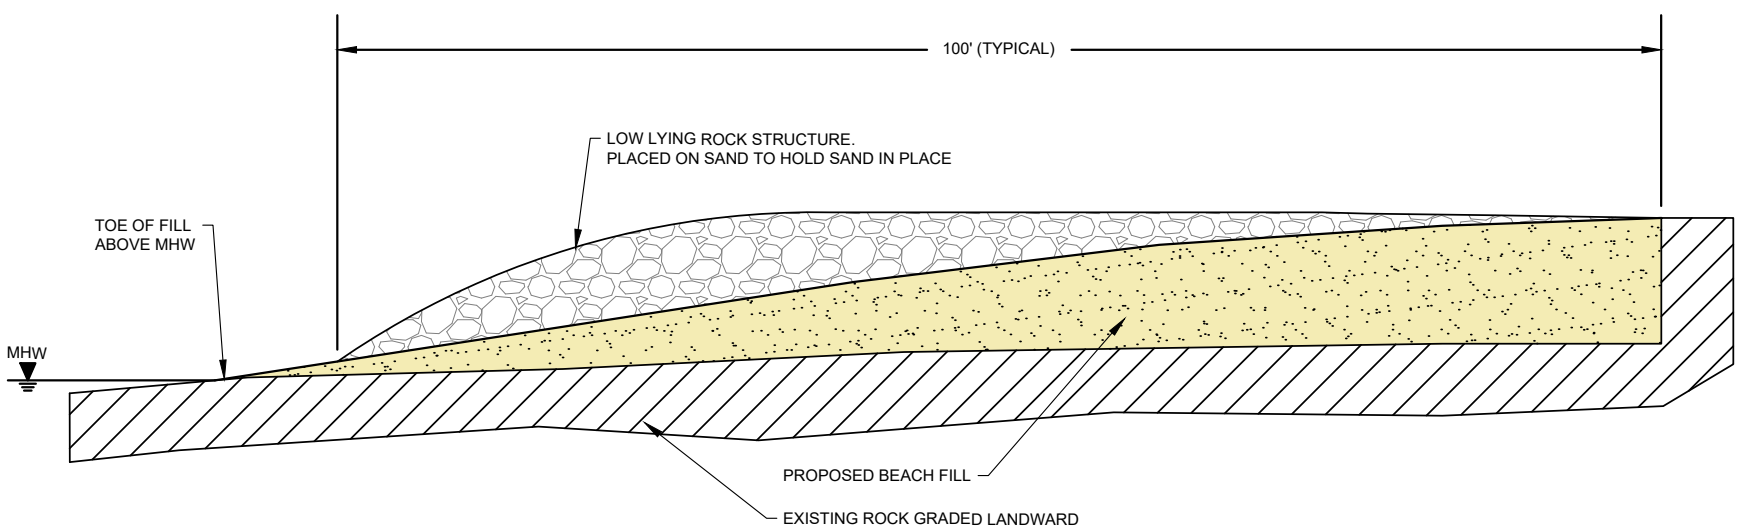 100' (TYPICAL)
LOW LYING ROCK STRUCTURE.
PLACED ON SAND TO HOLD SAND IN PLACE
TOE OF FILL
ABOVE MHW
MHW
PROPOSED BEACH FILL
EXISTING ROCK GRADED LANDWARD